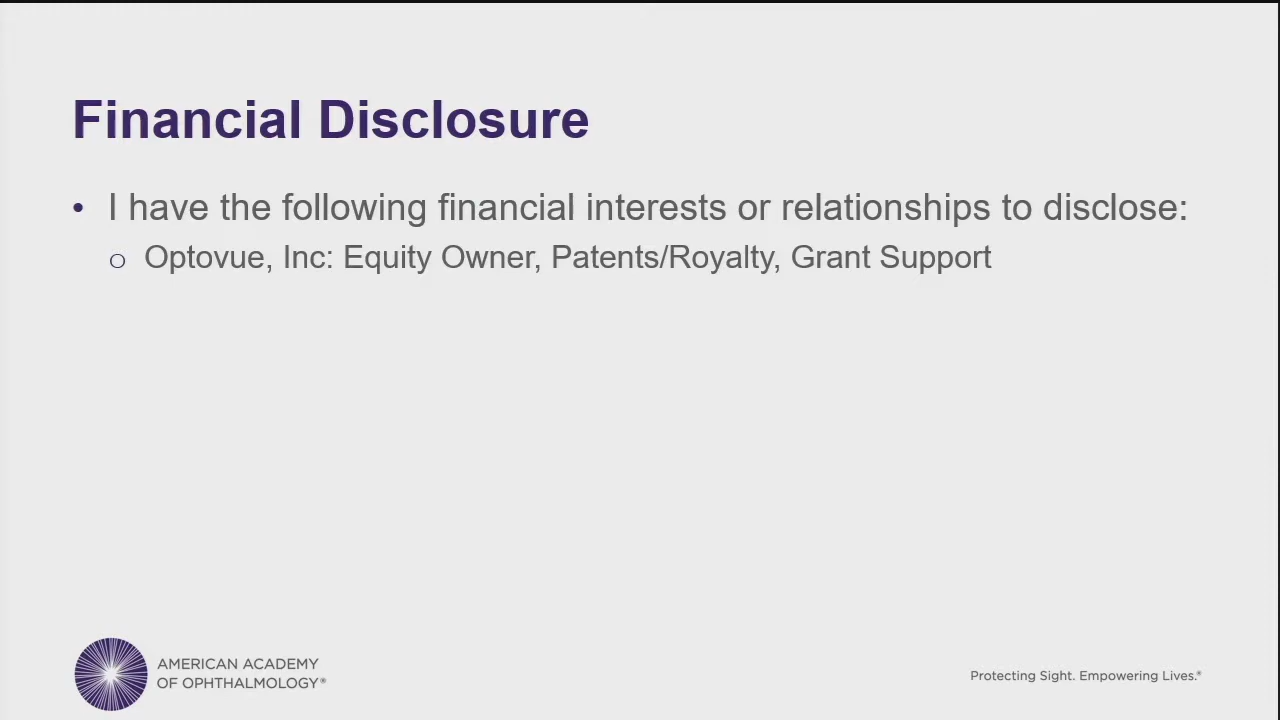 Financial Disclosure
• I have the following financial interests or relationships to disclose:
o Optovue, Inc: Equity Owner, Patents/Royalty, Grant Support
AMERICAN ACADEMY
OF OPHTHALMOLOGY®
Protecting Sight. Empowering Lives.®